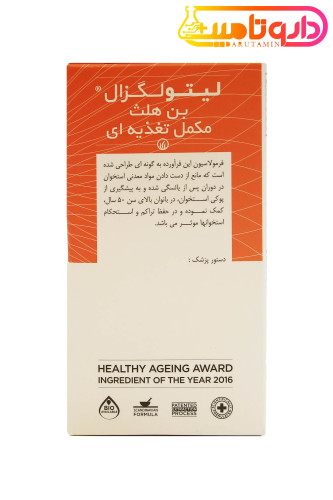 داروتامین
DARUTAMIN
لیتولگزال®
بن هلث
مکمل تغذیه ای
فرمولاسیون این فرآورده به گونه ای طراحی شده
است که مانع از دست دادن مواد معدنی استخوان
در دوران پس از یائسگی شده و به پیشگیری از
پوکی استخوان، در بانوان بالای سن ۵۰ سال،
کمک نموده و در حفظ تراکم و استحکام
استخوانها موثر می باشد.
دستور پزشک :
HEALTHY AGEING AWARD
INGREDIENT OF THE YEAR 2016
BIO
AVAILABLE
SCANDINAVIAN
FORMULA
PATENTED
EXTRACTION
PROCESS